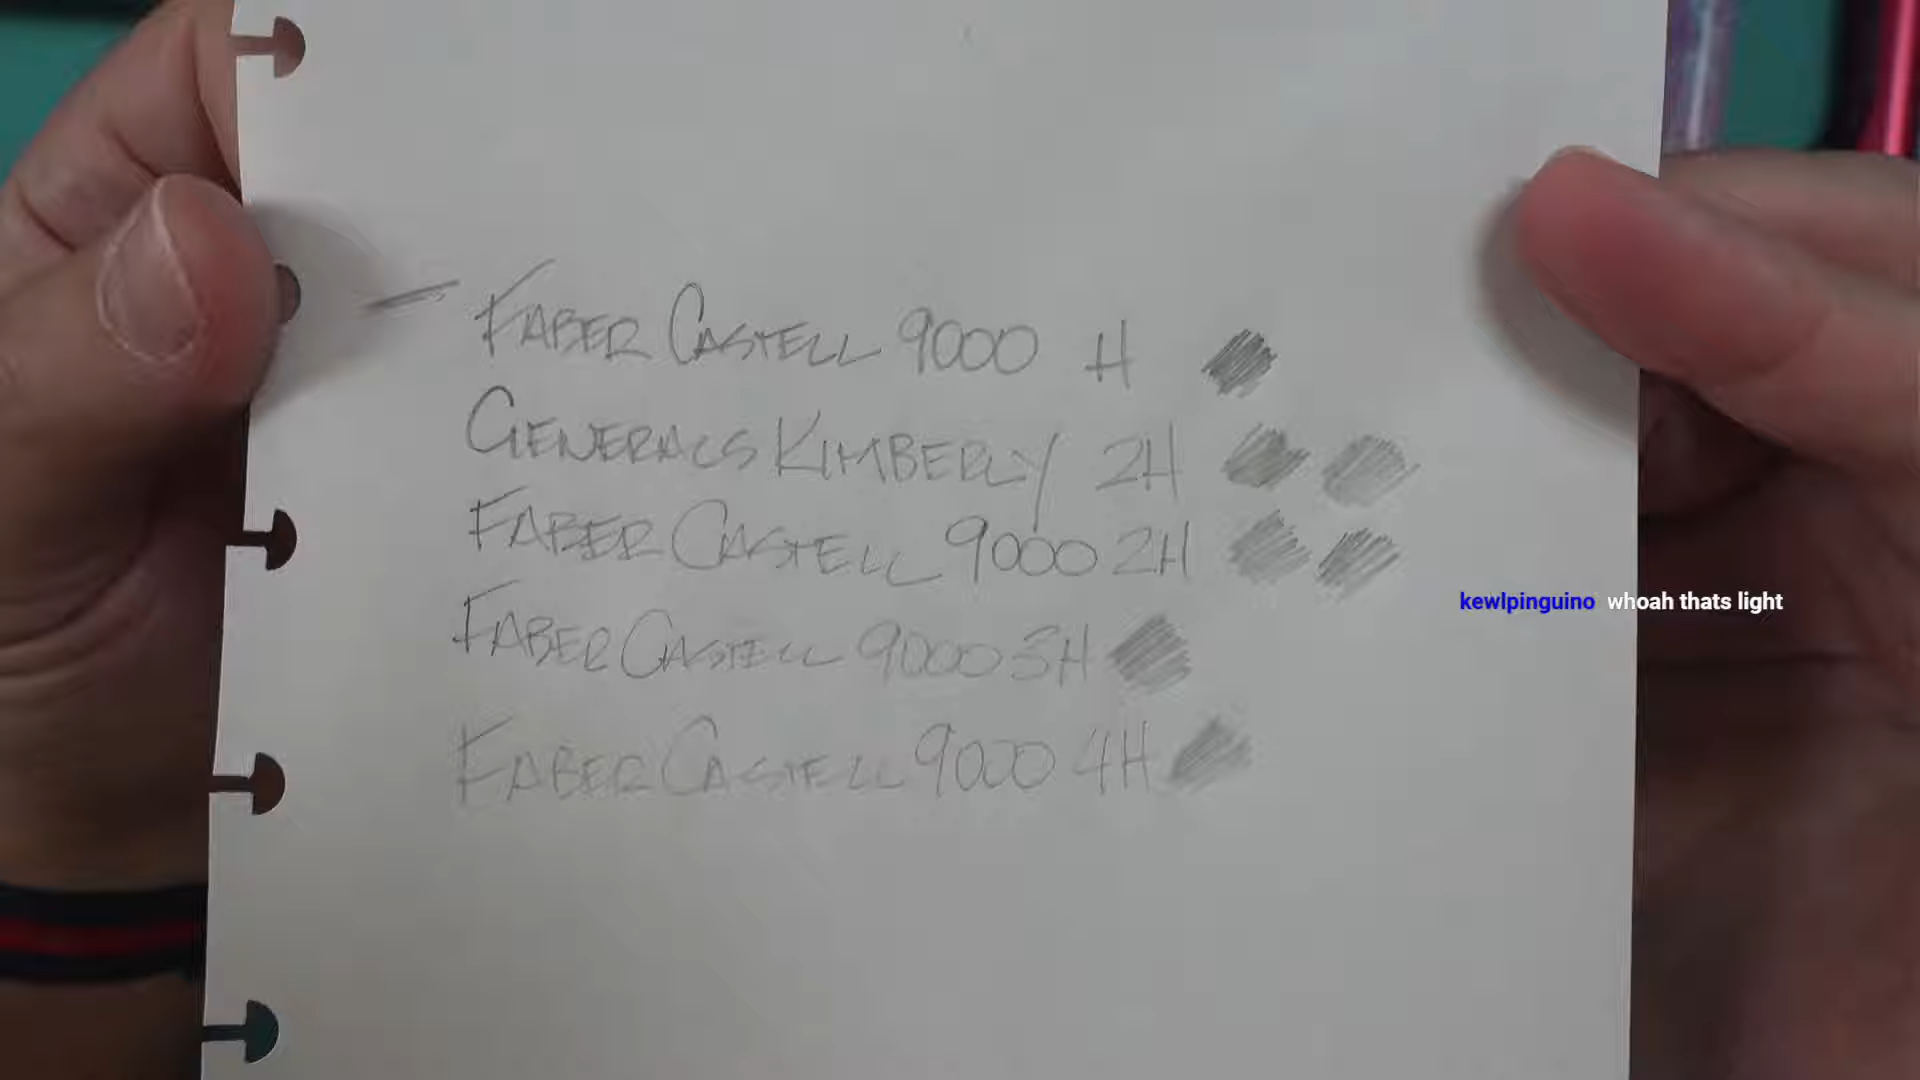 FABER CASTELL 9000 H
GENERALS KIMBERLY 2H
FABER CASTELL 9000 2H
FABER CASTELL 9000 3H
FABER CASTELL 9000 4H
kewlpinguino whoah thats light